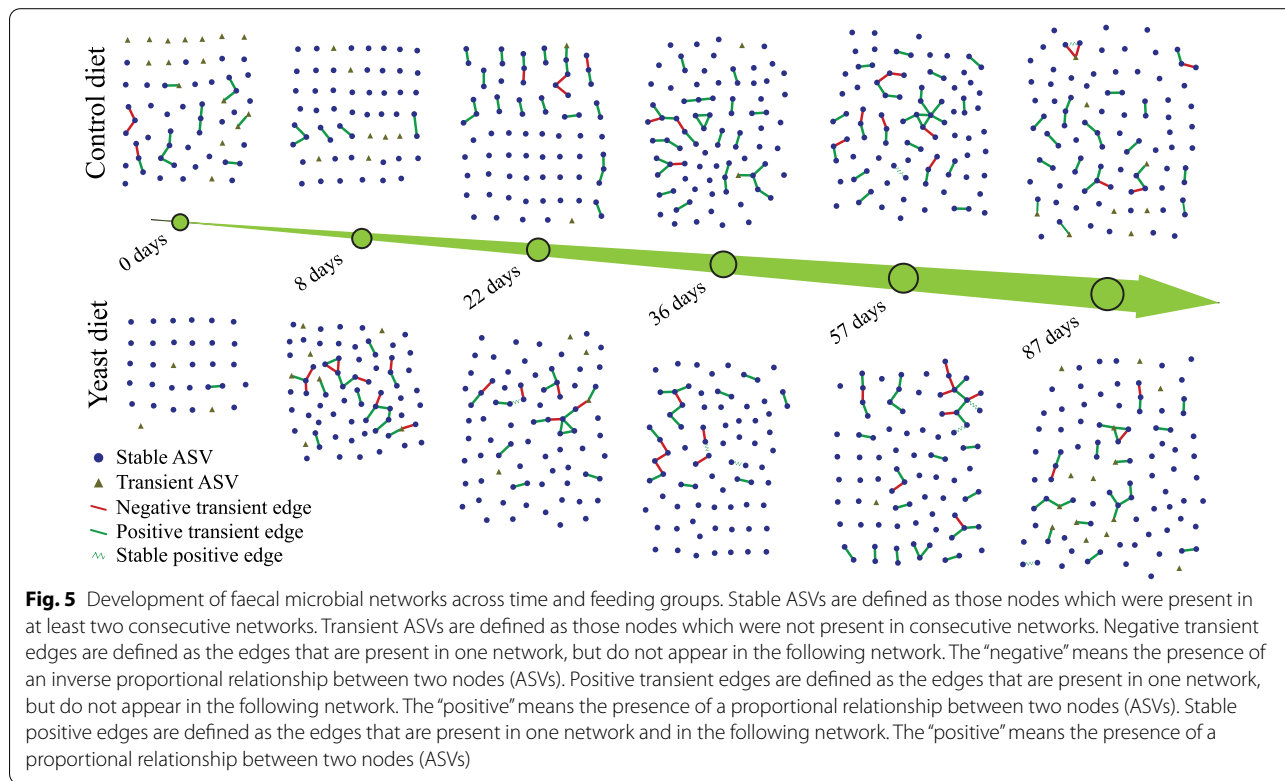 Control diet
0 days
8 days
22 days
36 days
57 days
87 days
Yeast diet
Stable ASV
Transient ASV
Negative transient edge
Positive transient edge
Stable positive edge
Fig. 5 Development of faecal microbial networks across time and feeding groups. Stable ASVs are defined as those nodes which were present in
at least two consecutive networks. Transient ASVs are defined as those nodes which were not present in consecutive networks. Negative transient
edges are defined as the edges that are present in one network, but do not appear in the following network. The “negative” means the presence of
an inverse proportional relationship between two nodes (ASVs). Positive transient edges are defined as the edges that are present in one network,
but do not appear in the following network. The “positive” means the presence of a proportional relationship between two nodes (ASVs). Stable
positive edges are defined as the edges that are present in one network and in the following network. The “positive” means the presence of a
proportional relationship between two nodes (ASVs)